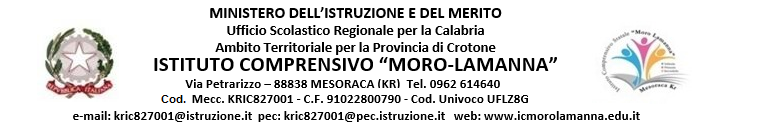 MINISTERO DELL'ISTRUZIONE E DEL MERITO
Ufficio Scolastico Regionale per la Calabria
Ambito Territoriale per la Provincia di Crotone
ISTITUTO COMPRENSIVO "MORO-LAMANNA"
Via Petrarizzo – 88838 MESORACA (KR) Tel. 0962 614640
Cod. Mecc. KRIC827001 - C.F. 91022800790 - Cod. Univoco UFLZ8G
e-mail: kric827001@istruzione.it pec: kric827001@pec.istruzione.it web: www.icmorolamanna.edu.it
REPVBBLICA ITALIANA
Istituto Comprensivo Statale "Moro Lamanna"
Mesoraca Kr